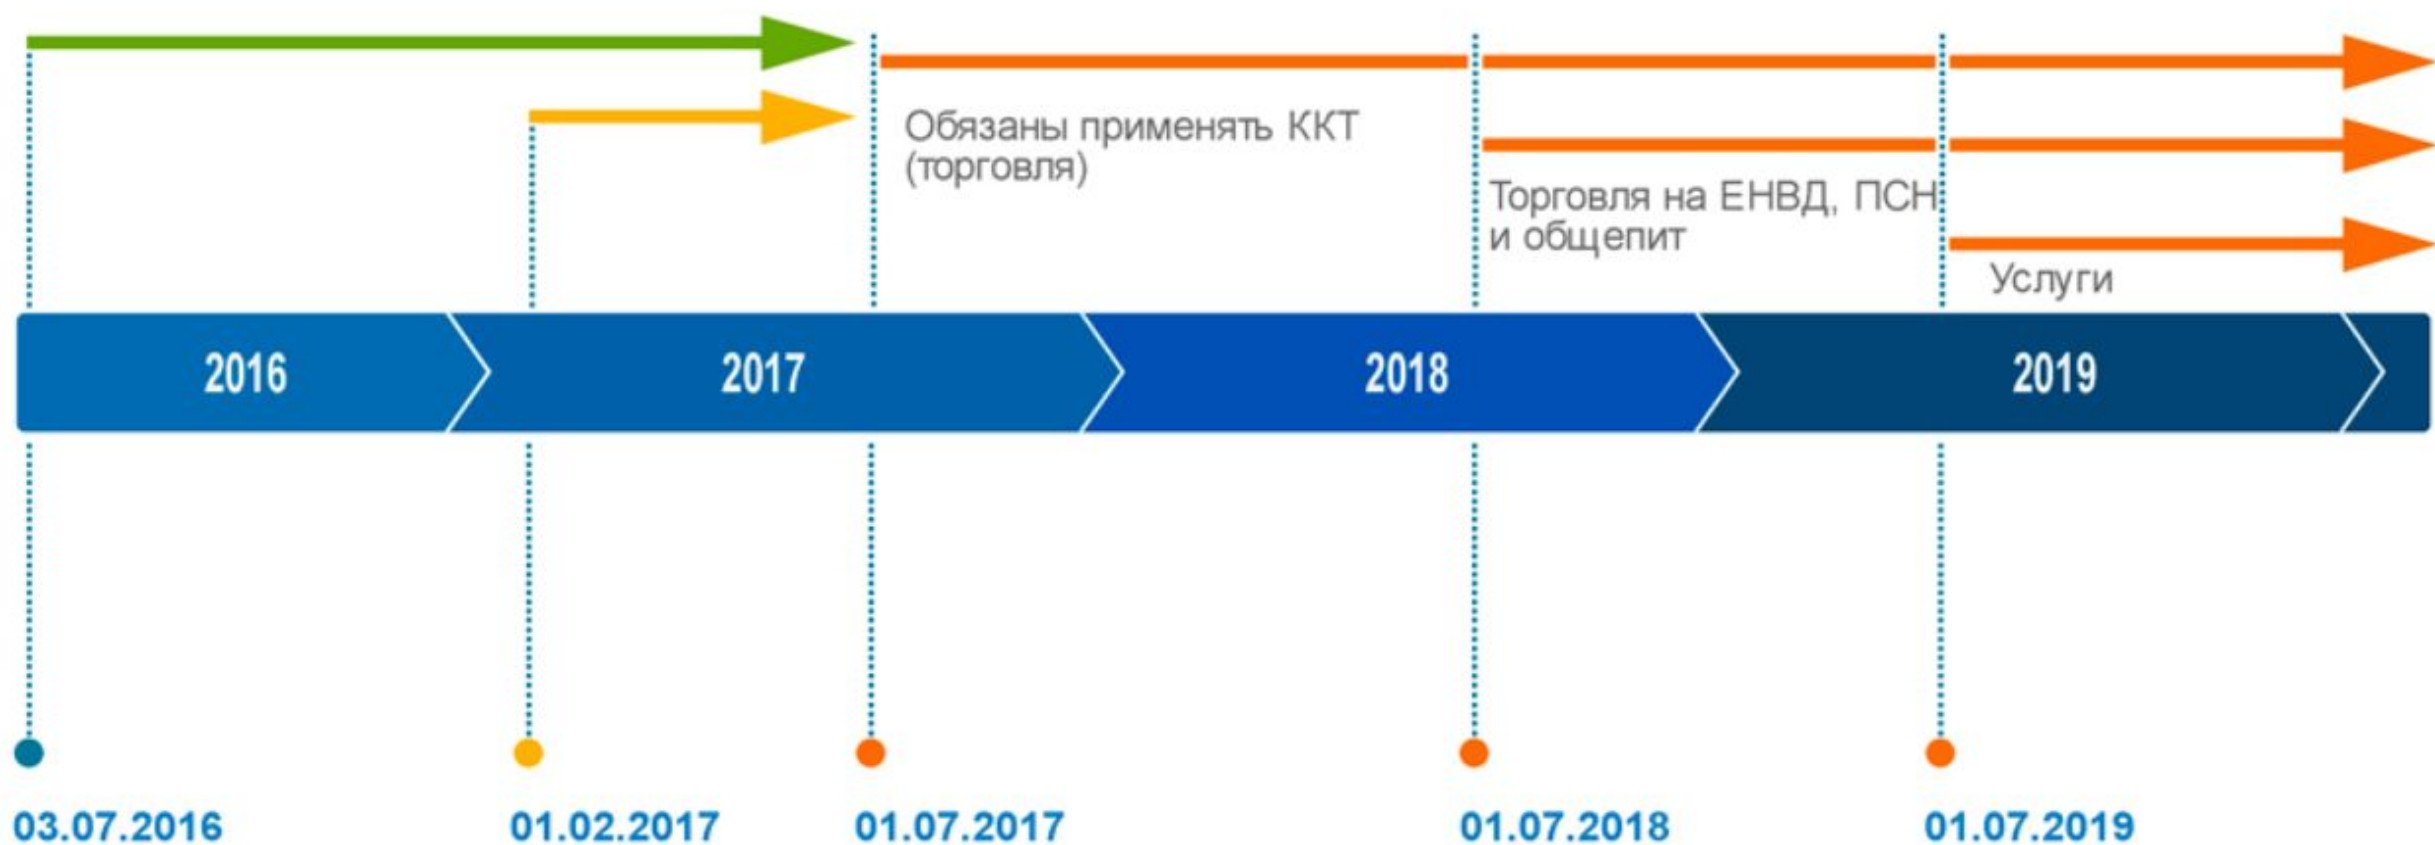 Обязаны применять ККТ
(торговля)
Торговля на ЕНВД, ПСН
и общепит
Услуги
2016
2017
2018
2019
03.07.2016
01.02.2017
01.07.2017
01.07.2018
01.07.2019